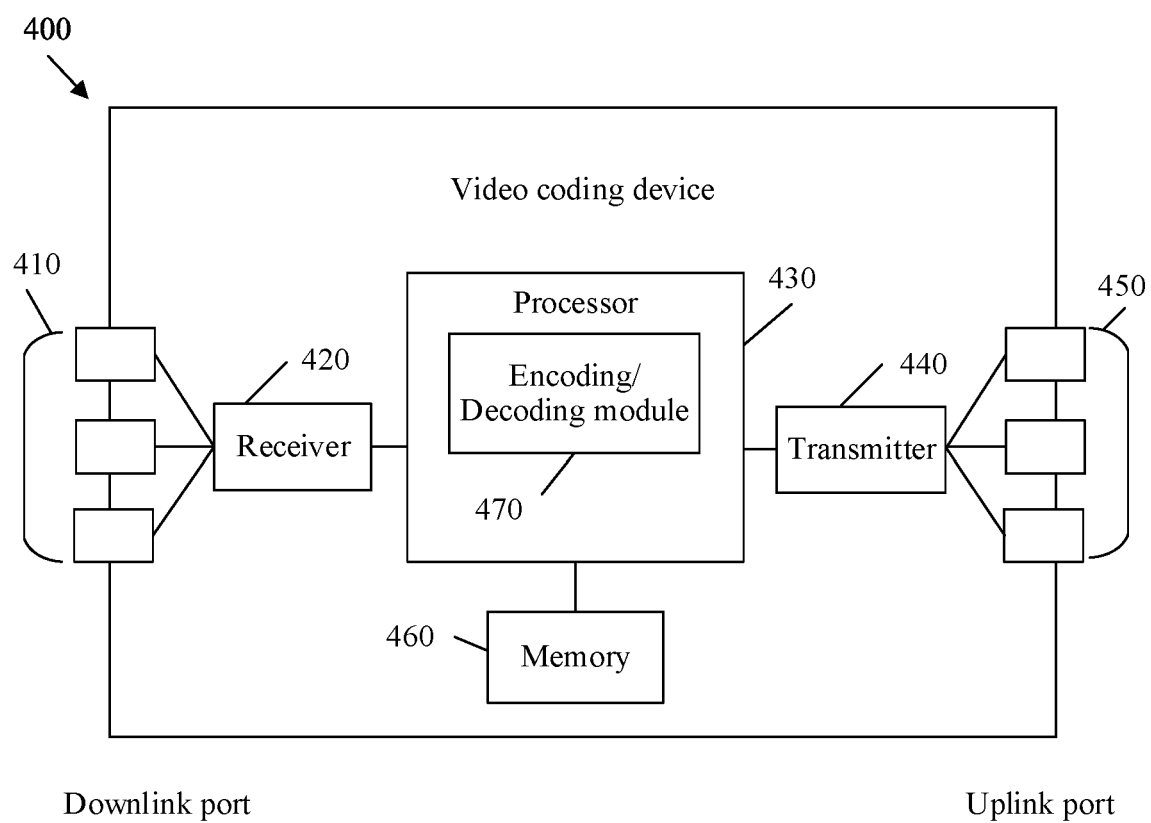 400
Video coding device
410
430
450
Processor
420
Encoding/
Decoding module
440
Receiver
Transmitter
470
460
Memory
Downlink port
Uplink port